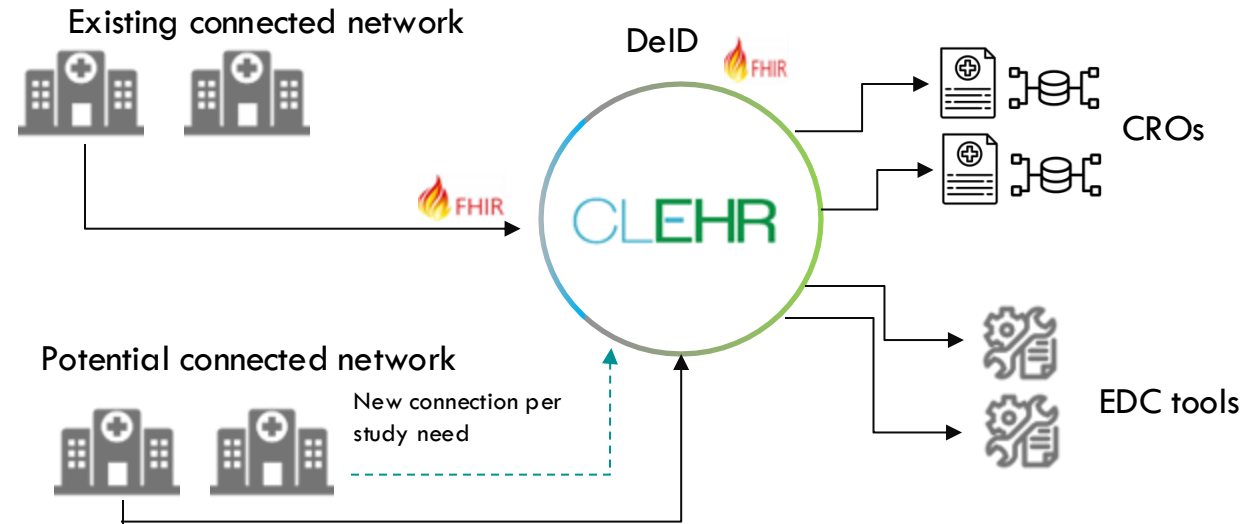 Existing connected network
DeID
FHIR
CROs
FHIR
CLEHR
Potential connected network
New connection per
study need
EDC tools